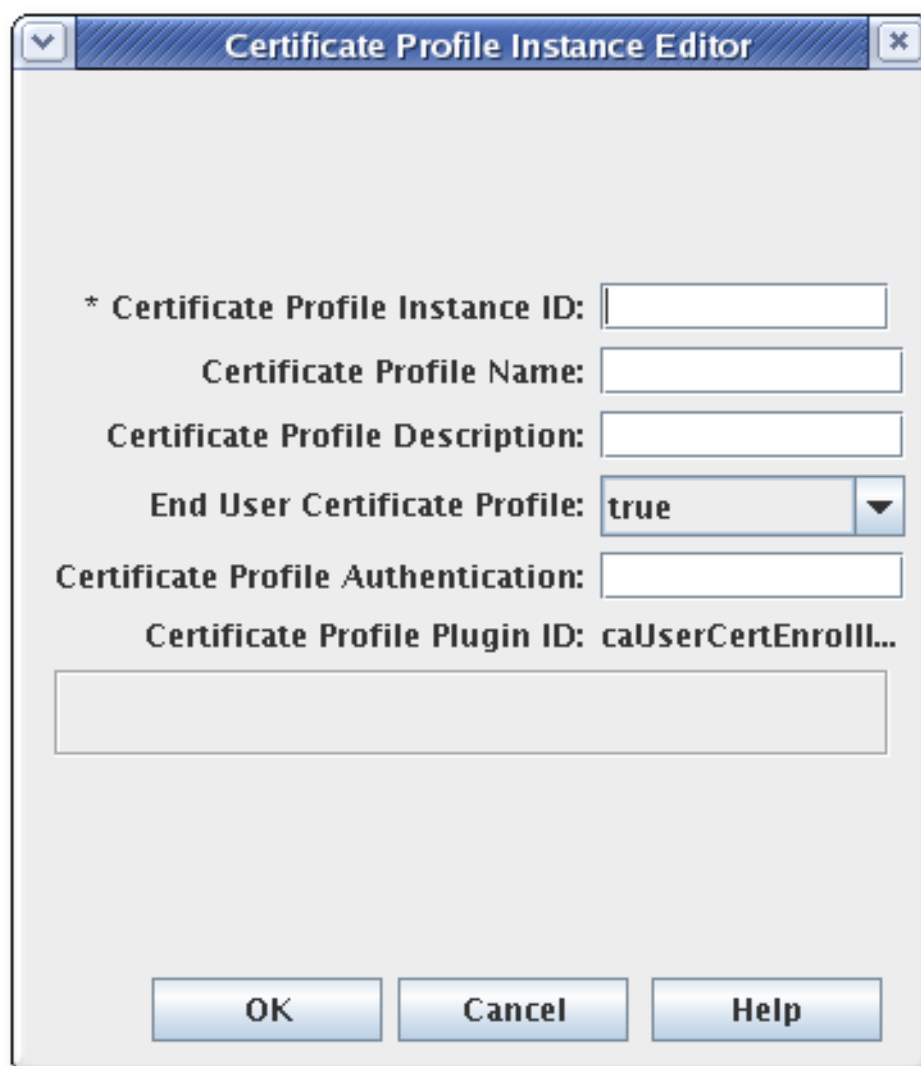 Certificate Profile Instance Editor
* Certificate Profile Instance ID:
Certificate Profile Name:
Certificate Profile Description:
End User Certificate Profile: true
Certificate Profile Authentication:
Certificate Profile Plugin ID: caUserCertEnrollI...
OK Cancel Help